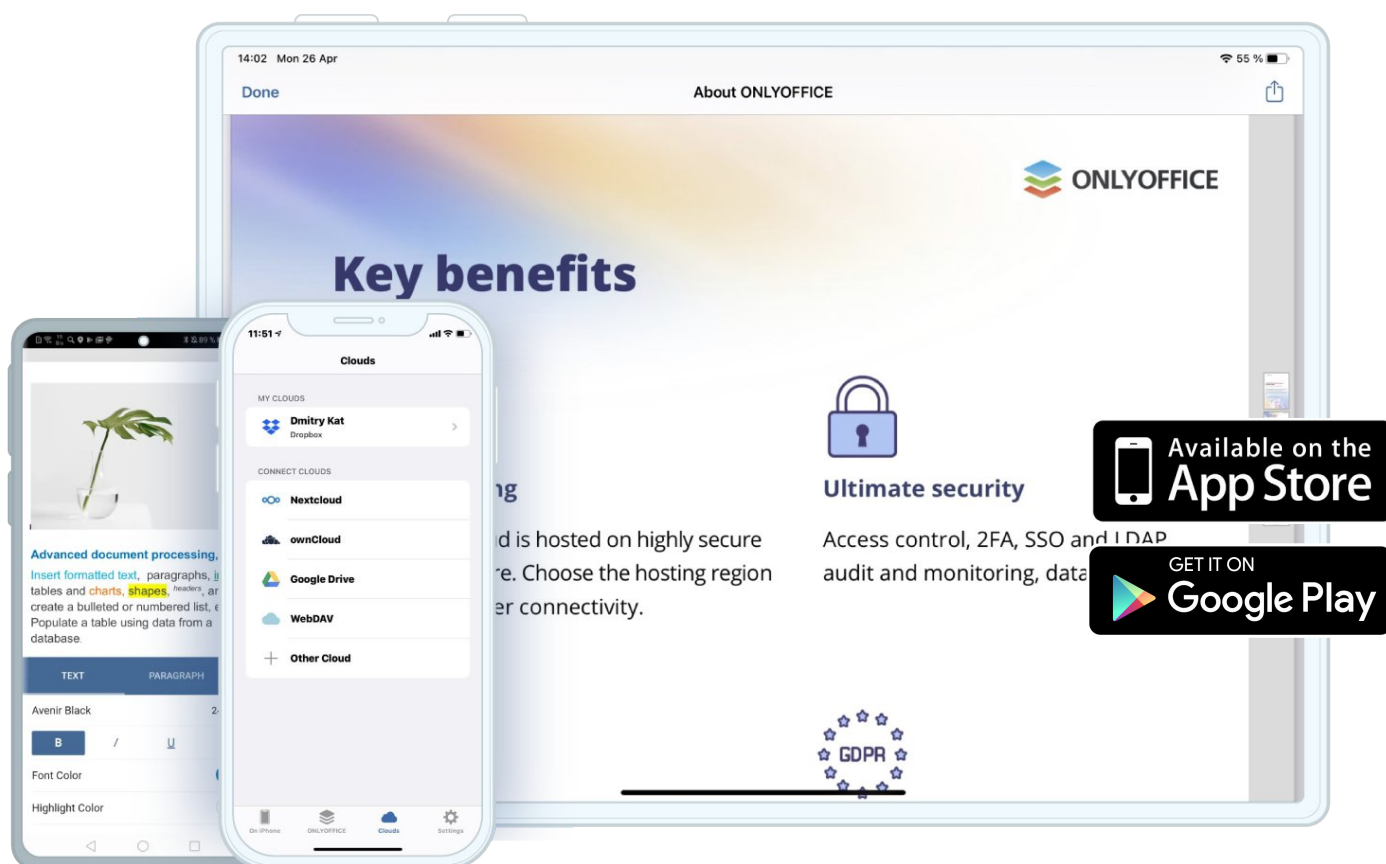 14:02 Mon 26 Apr
55 %
Done
About ONLYOFFICE
ONLYOFFICE
Key benefits
ng
Ultimate security
d is hosted on highly secure
re. Choose the hosting region
er connectivity.
Access control, 2FA, SSO and LDAP
audit and monitoring, data
GDPR
Available on the
App Store
GET IT ON
Google Play
11:51
Clouds
MY CLOUDS
Dmitry Kat
Dropbox
CONNECT CLOUDS
Nextcloud
ownCloud
Google Drive
WebDAV
Other Cloud
On iPhone
ONLYOFFICE
Clouds
Settings
89 %
Advanced document processing,
Insert formatted text, paragraphs,
tables and charts, shapes, headers, ar
create a bulleted or numbered list, e
Populate a table using data from a
database.
TEXT
PARAGRAPH
Avenir Black
B I U
Font Color
Highlight Color